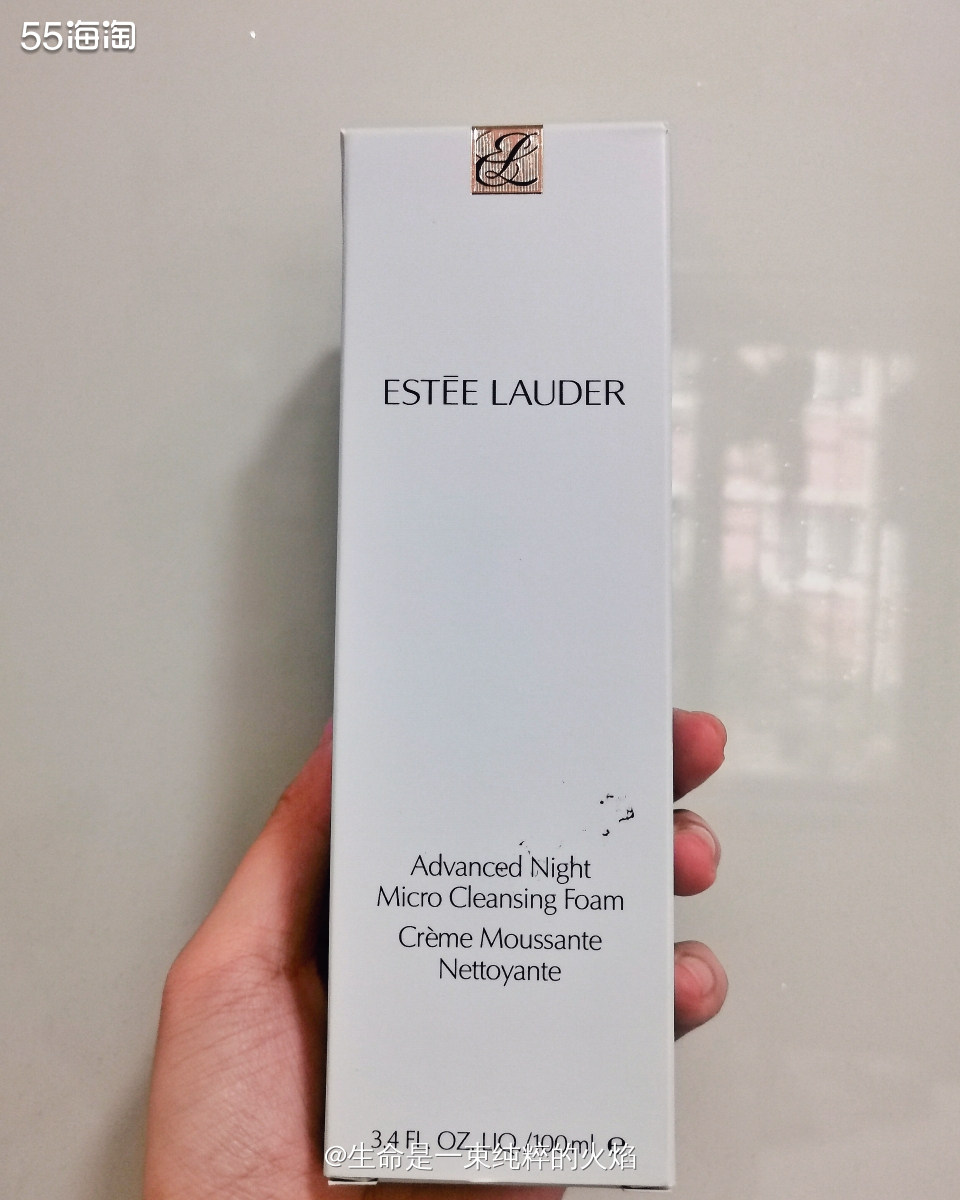 55海淘
EL
ESTĒE LAUDER
Advanced Night
Micro Cleansing Foam
Crème Moussante
Nettoyante
3.4 FL. OZ. LIQ./100 ml ℮
@生命是一束纯粹的火焰